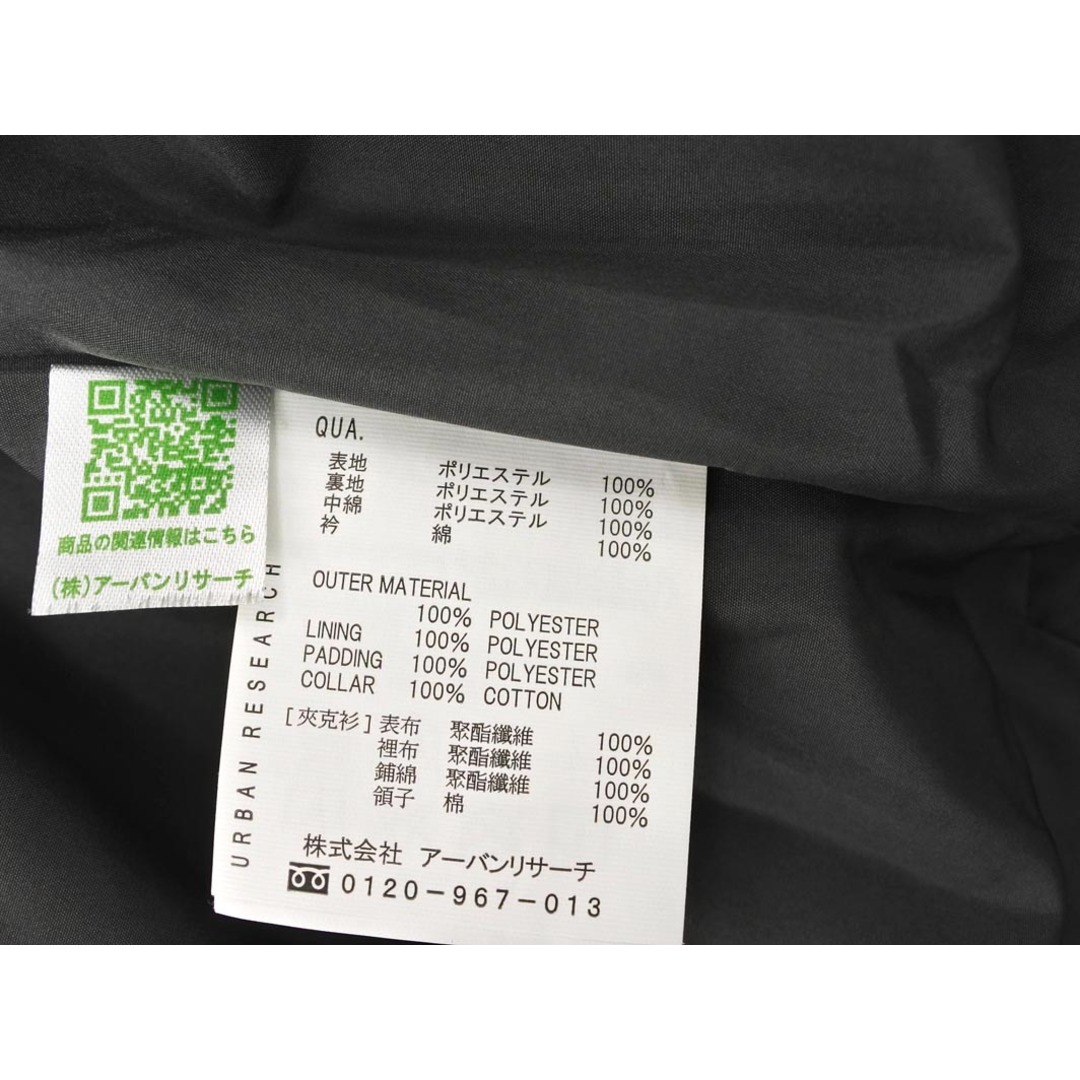 商品の関連情報はこちら
(株)アーバンリサーチ
URBAN RESEARCH
QUA.
表地 ポリエステル 100%
裏地 ポリエステル 100%
中綿 ポリエステル 100%
衿 綿 100%
OUTER MATERIAL
100% POLYESTER
LINING 100% POLYESTER
PADDING 100% POLYESTER
COLLAR 100% COTTON
[夾克衫] 表布 聚酯纖維 100%
裡布 聚酯纖維 100%
鋪綿 聚酯纖維 100%
領子 棉 100%
株式会社 アーバンリサーチ
0120-967-013